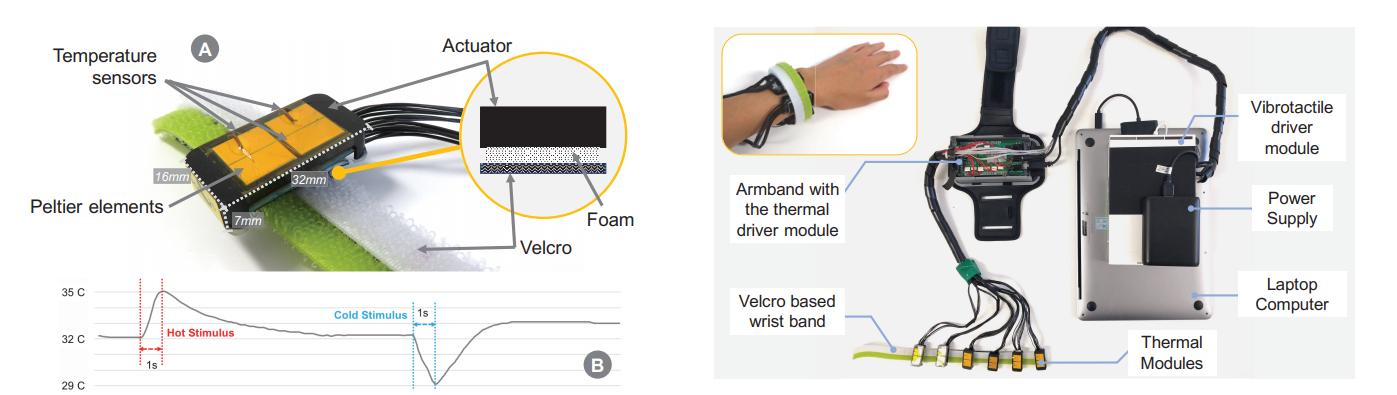 Temperature
sensors
A
Actuator
16mm
32mm
Peltier elements
7mm
Foam
Velcro
35 C
32 C
29 C
Hot Stimulus
1s
Cold Stimulus
1s
B
Armband with
the thermal
driver module
Velcro based
wrist band
Vibrotactile
driver
module
Power
Supply
Laptop
Computer
Thermal
Modules